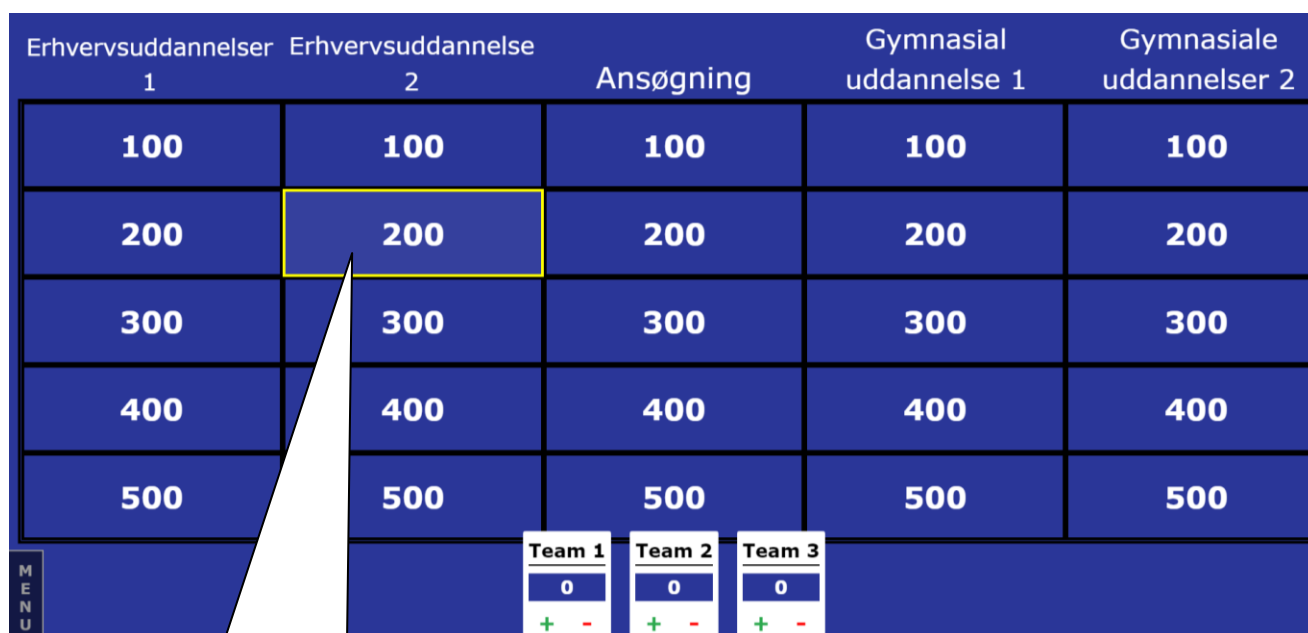 Erhvervsuddannelser Erhvervsuddannelse Gymnasial Gymnasiale
1 2 Ansøgning uddannelse 1 uddannelser 2
100 100 100 100 100
200 200 200 200 200
300 300 300 300 300
400 400 400 400 400
500 500 500 500 500
Team 1 Team 2 Team 3
0 0 0
+ - + - + -
MENU